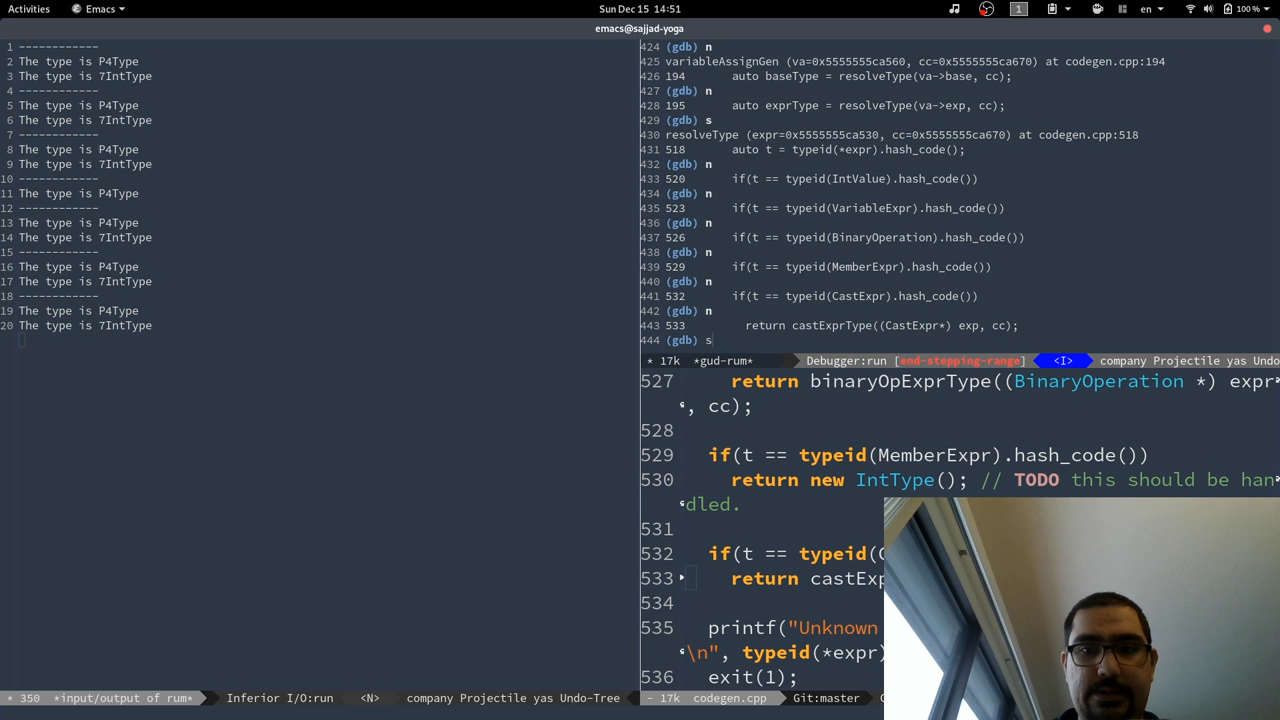 Activities Emacs Sun Dec 15 14:51 1 en 100 %
emacs@sajjad-yoga
1 ------------
2 The type is P4Type
3 The type is 7IntType
4 ------------
5 The type is P4Type
6 The type is 7IntType
7 ------------
8 The type is P4Type
9 The type is 7IntType
10 ------------
11 The type is P4Type
12 ------------
13 The type is P4Type
14 The type is 7IntType
15 ------------
16 The type is P4Type
17 The type is 7IntType
18 ------------
19 The type is P4Type
20 The type is 7IntType
* 350 *input/output of rum* Inferior I/O:run <N> company Projectile yas Undo-Tree
424 (gdb) n
425 variableAssignGen (va=0x5555555ca560, cc=0x5555555ca670) at codegen.cpp:194
426 194 auto baseType = resolveType(va->base, cc);
427 (gdb) n
428 195 auto exprType = resolveType(va->exp, cc);
429 (gdb) s
430 resolveType (expr=0x5555555ca530, cc=0x5555555ca670) at codegen.cpp:518
431 518 auto t = typeid(*expr).hash_code();
432 (gdb) n
433 520 if(t == typeid(IntValue).hash_code())
434 (gdb) n
435 523 if(t == typeid(VariableExpr).hash_code())
436 (gdb) n
437 526 if(t == typeid(BinaryOperation).hash_code())
438 (gdb) n
439 529 if(t == typeid(MemberExpr).hash_code())
440 (gdb) n
441 532 if(t == typeid(CastExpr).hash_code())
442 (gdb) n
443 533 return castExprType((CastExpr*) exp, cc);
444 (gdb) s
* 17k *gud-rum* Debugger:run [end-stepping-range] <I> company Projectile yas Undo
527 return binaryOpExprType((BinaryOperation *) expr
, cc);
528
529 if(t == typeid(MemberExpr).hash_code())
530 return new IntType(); // TODO this should be han
dled.
531
532 if(t == typeid(
533 return castExp
534
535 printf("Unknown
\n", typeid(*expr)
536 exit(1);
- 17k codegen.cpp Git:master